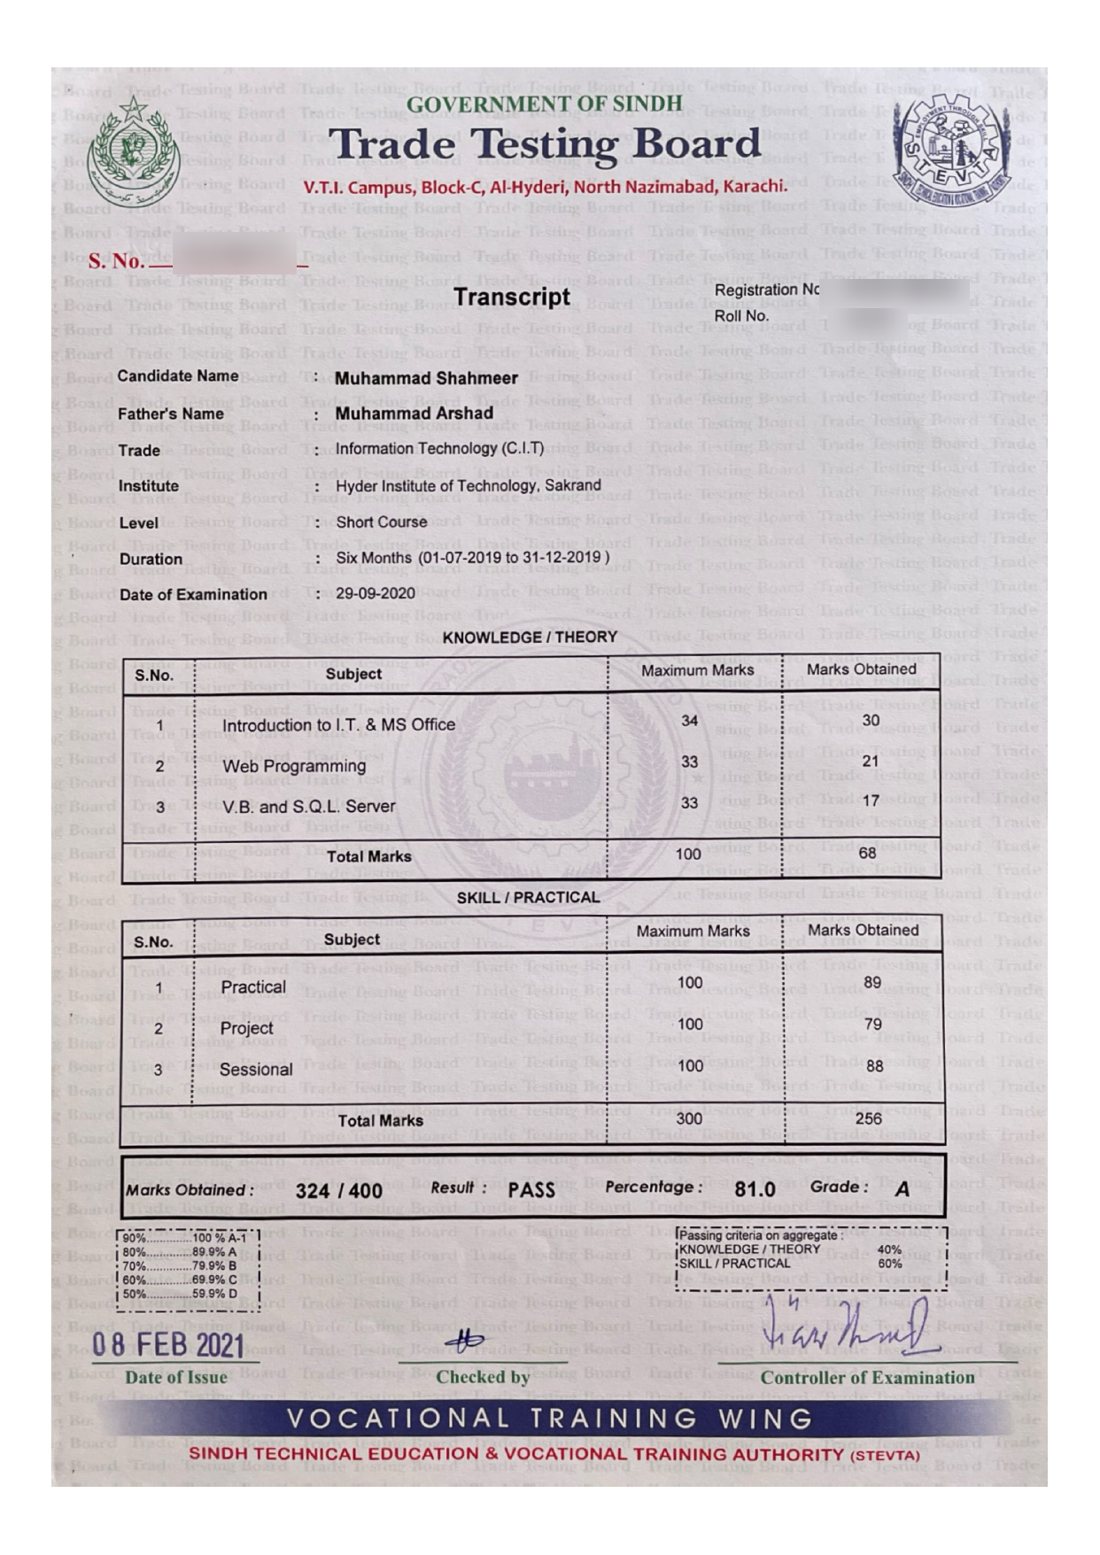 GOVERNMENT OF SINDH
Trade Testing Board
V.T.I. Campus, Block-C, Al-Hyderi, North Nazimabad, Karachi.
STEVTA
S. No.
Transcript
Registration No
Roll No.
Candidate Name : Muhammad Shahmeer
Father's Name : Muhammad Arshad
Trade : Information Technology (C.I.T)
Institute : Hyder Institute of Technology, Sakrand
Level : Short Course
Duration : Six Months (01-07-2019 to 31-12-2019 )
Date of Examination : 29-09-2020
KNOWLEDGE / THEORY
S.No. Subject Maximum Marks Marks Obtained
1 Introduction to I.T. & MS Office 34 30
2 Web Programming 33 21
3 V.B. and S.Q.L. Server 33 17
Total Marks 100 68
SKILL / PRACTICAL
S.No. Subject Maximum Marks Marks Obtained
1 Practical 100 89
2 Project 100 79
3 Sessional 100 88
Total Marks 300 256
Marks Obtained : 324 / 400 Result : PASS Percentage : 81.0 Grade : A
90%............100 % A-1
80%............89.9% A
70%............79.9% B
60%............69.9% C
50%............59.9% D
Passing criteria on aggregate :
KNOWLEDGE / THEORY 40%
SKILL / PRACTICAL 60%
08 FEB 2021
Date of Issue Checked by Controller of Examination
VOCATIONAL TRAINING WING
SINDH TECHNICAL EDUCATION & VOCATIONAL TRAINING AUTHORITY (STEVTA)